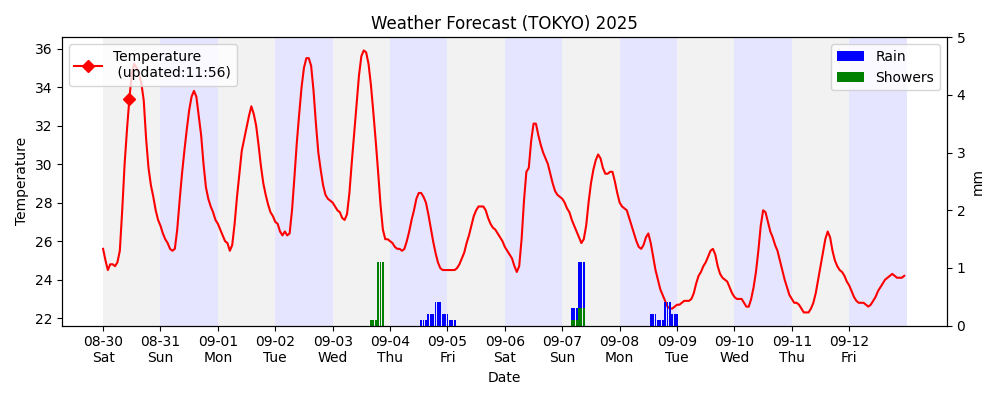 Weather Forecast (TOKYO) 2025
Temperature
(updated:11:56)
Rain
Showers
Temperature
36
34
32
30
28
26
24
22
5
4
3
2
1
0
mm
08-30 08-31 09-01 09-02 09-03 09-04 09-05 09-06 09-07 09-08 09-09 09-10 09-11 09-12
Sat Sun Mon Tue Wed Thu Fri Sat Sun Mon Tue Wed Thu Fri
Date